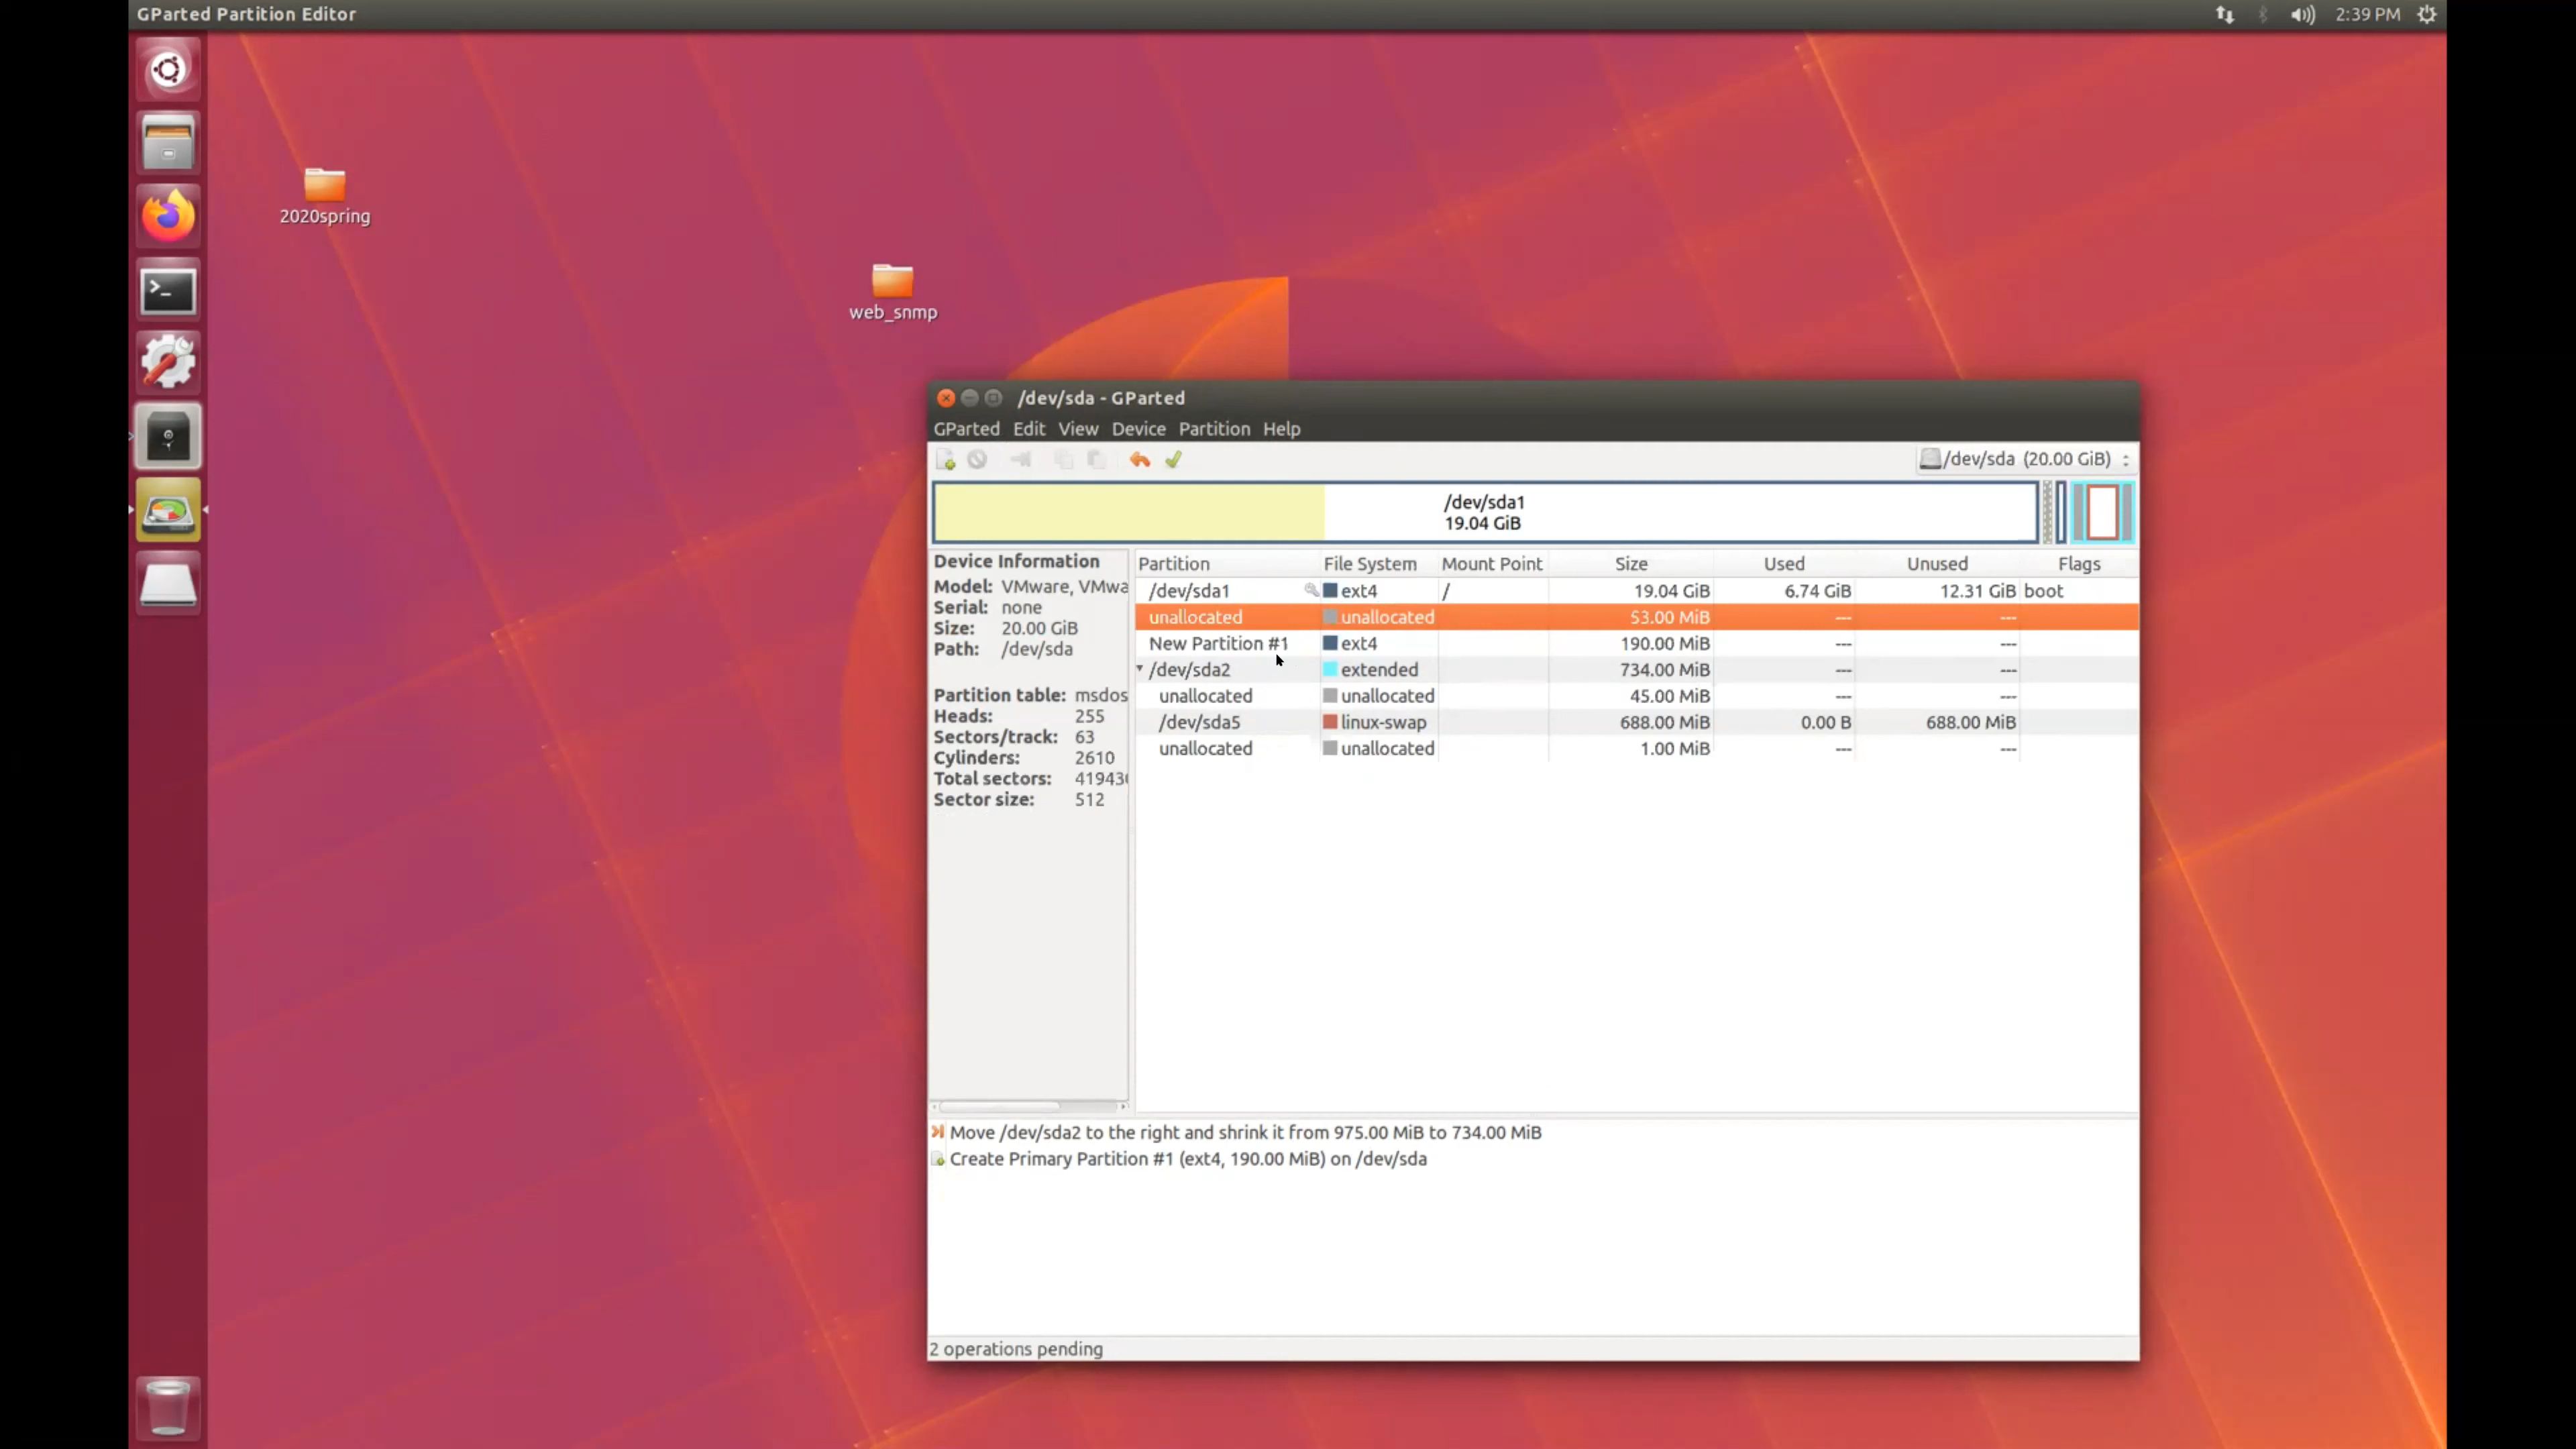 GParted Partition Editor
2:39 PM
2020spring
web_snmp
/dev/sda - GParted
GParted Edit View Device Partition Help
/dev/sda (20.00 GiB)
/dev/sda1
19.04 GiB
Device Information
Model: VMware, VMwa
Serial: none
Size: 20.00 GiB
Path: /dev/sda
Partition table: msdos
Heads: 255
Sectors/track: 63
Cylinders: 2610
Total sectors: 41943
Sector size: 512
Partition File System Mount Point Size Used Unused Flags
/dev/sda1 ext4 / 19.04 GiB 6.74 GiB 12.31 GiB boot
unallocated unallocated 53.00 MiB --- ---
New Partition #1 ext4 190.00 MiB --- ---
/dev/sda2 extended 734.00 MiB --- ---
unallocated unallocated 45.00 MiB --- ---
/dev/sda5 linux-swap 688.00 MiB 0.00 B 688.00 MiB
unallocated unallocated 1.00 MiB --- ---
Move /dev/sda2 to the right and shrink it from 975.00 MiB to 734.00 MiB
Create Primary Partition #1 (ext4, 190.00 MiB) on /dev/sda
2 operations pending